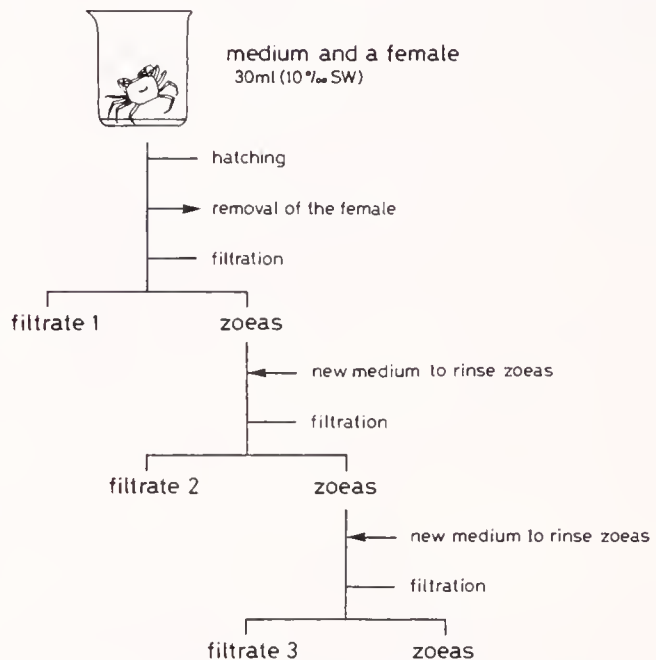 medium and a female
30ml (10‰ SW)
hatching
removal of the female
filtration
filtrate 1 zoeas
new medium to rinse zoeas
filtration
filtrate 2 zoeas
new medium to rinse zoeas
filtration
filtrate 3 zoeas